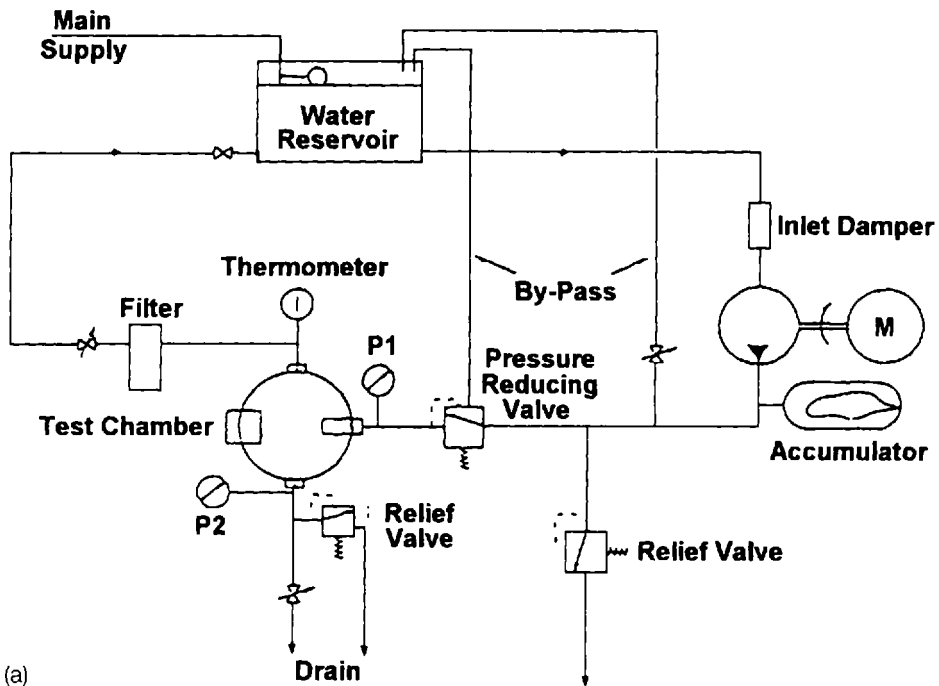 Main
Supply
Water
Reservoir
Inlet Damper
Thermometer
By-Pass
Filter
M
P1
Pressure
Reducing
Valve
Test Chamber
Accumulator
P2
Relief
Valve
Relief Valve
Drain
(a)